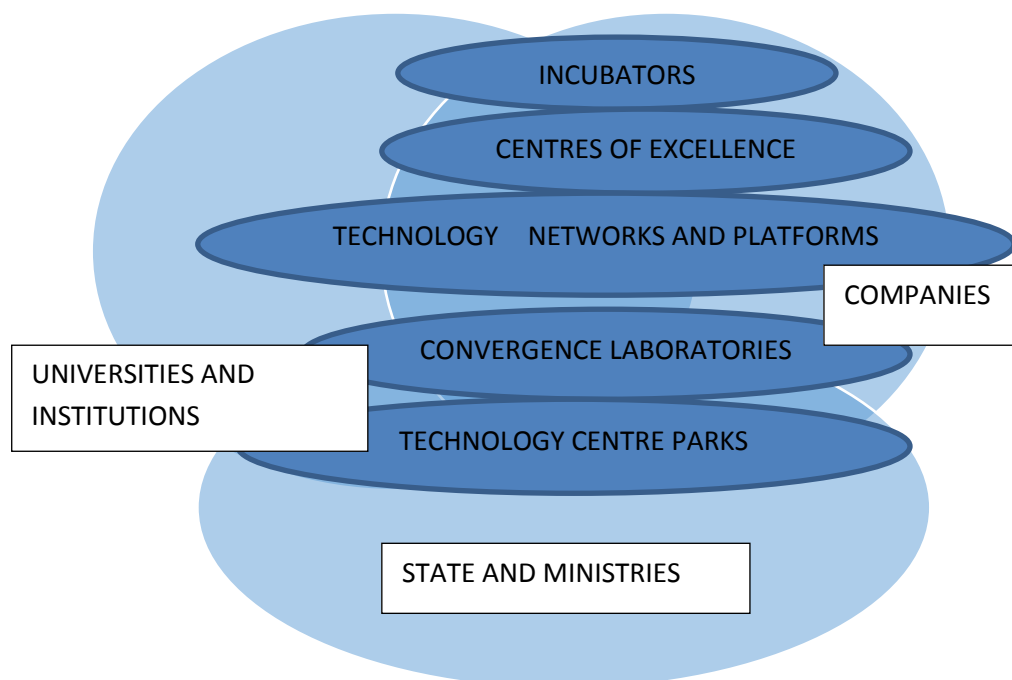 INCUBATORS
CENTRES OF EXCELLENCE
TECHNOLOGY NETWORKS AND PLATFORMS
COMPANIES
CONVERGENCE LABORATORIES
UNIVERSITIES AND
INSTITUTIONS
TECHNOLOGY CENTRE PARKS
STATE AND MINISTRIES